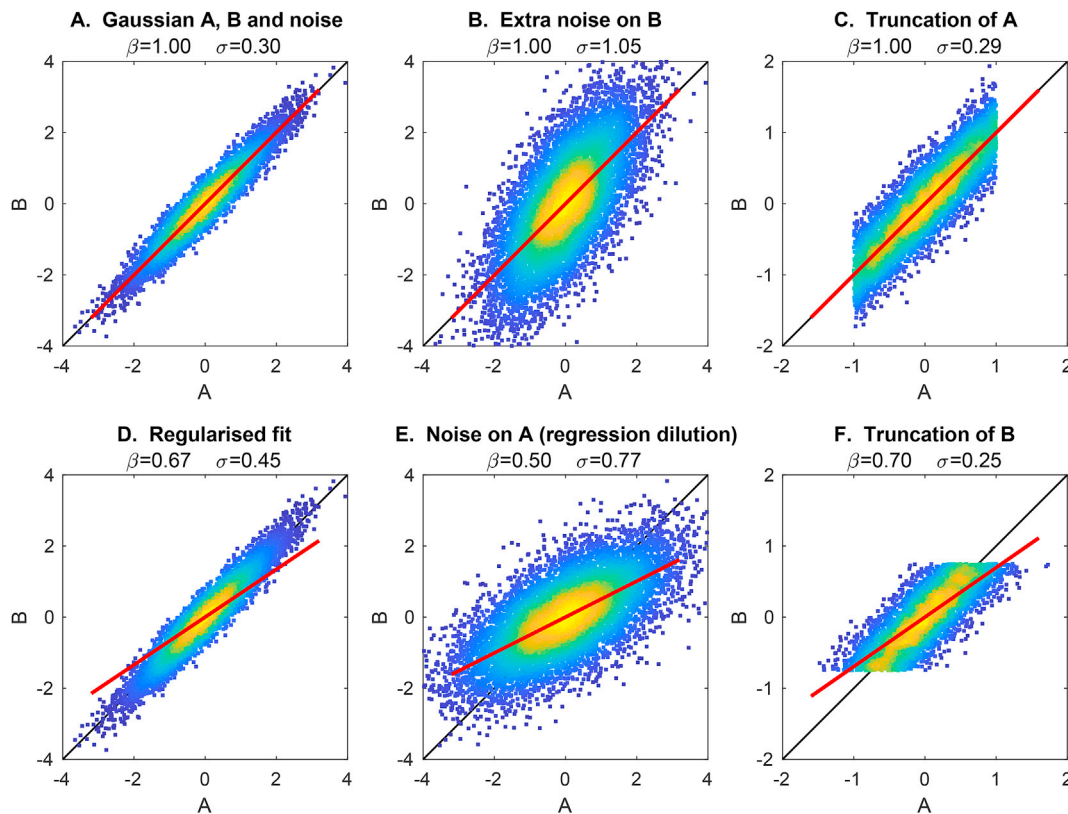 A. Gaussian A, B and noise
β=1.00 σ=0.30
4
2
0
-2
-4
B
-4 -2 0 2 4
A
B. Extra noise on B
β=1.00 σ=1.05
4
2
0
-2
-4
B
-4 -2 0 2 4
A
C. Truncation of A
β=1.00 σ=0.29
2
1
0
-1
-2
B
-2 -1 0 1 2
A
D. Regularised fit
β=0.67 σ=0.45
4
2
0
-2
-4
B
-4 -2 0 2 4
A
E. Noise on A (regression dilution)
β=0.50 σ=0.77
4
2
0
-2
-4
B
-4 -2 0 2 4
A
F. Truncation of B
β=0.70 σ=0.25
2
1
0
-1
-2
B
-2 -1 0 1 2
A